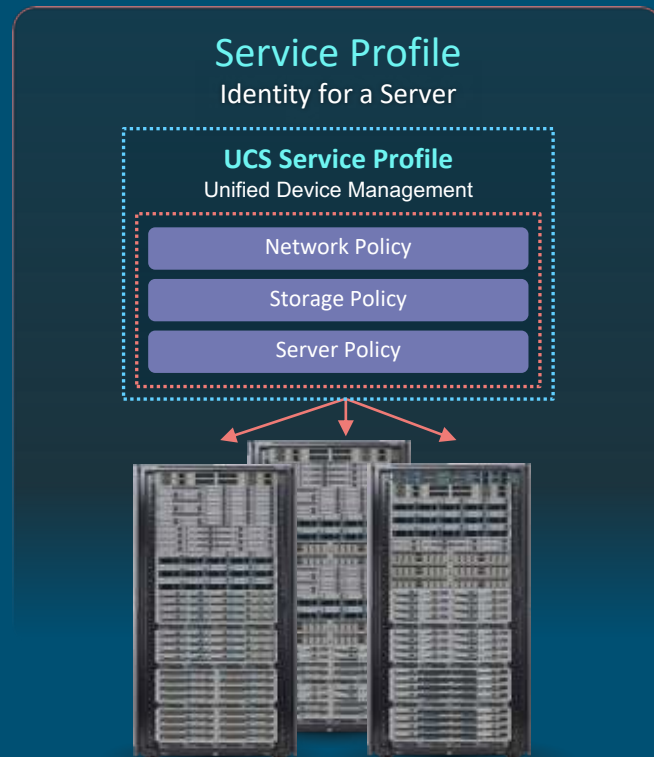 Service Profile
Identity for a Server
UCS Service Profile
Unified Device Management
Network Policy
Storage Policy
Server Policy